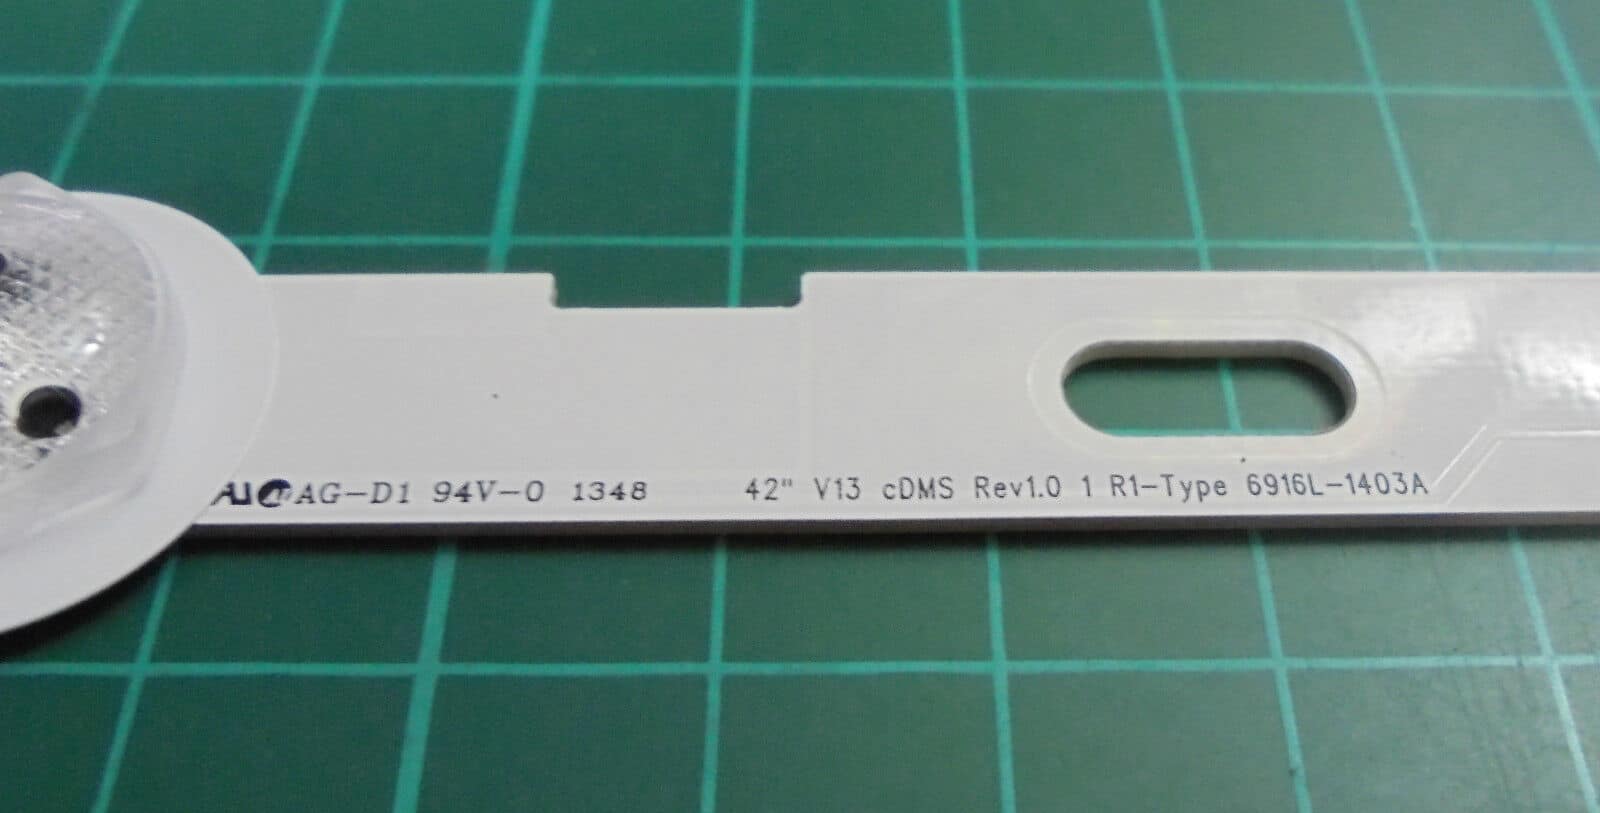 AG-D1 94V-0 1348 42" V13 cDMS Rev1.0 1 R1-Type 6916L-1403A